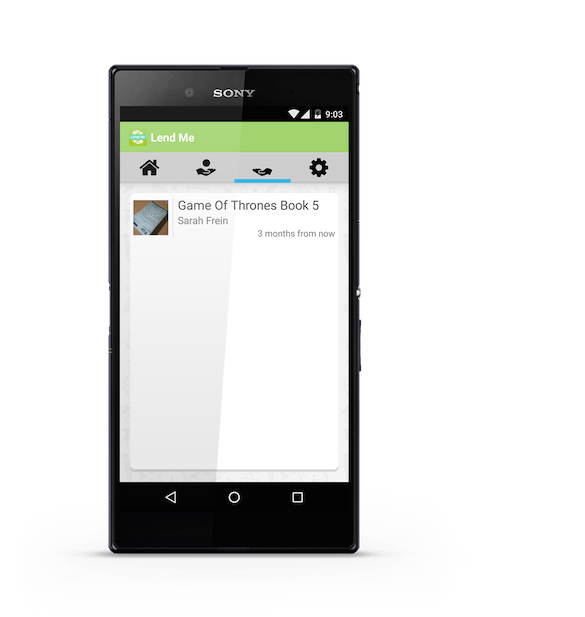 SONY
9:03
Lend Me
Game Of Thrones Book 5
Sarah Frein
3 months from now